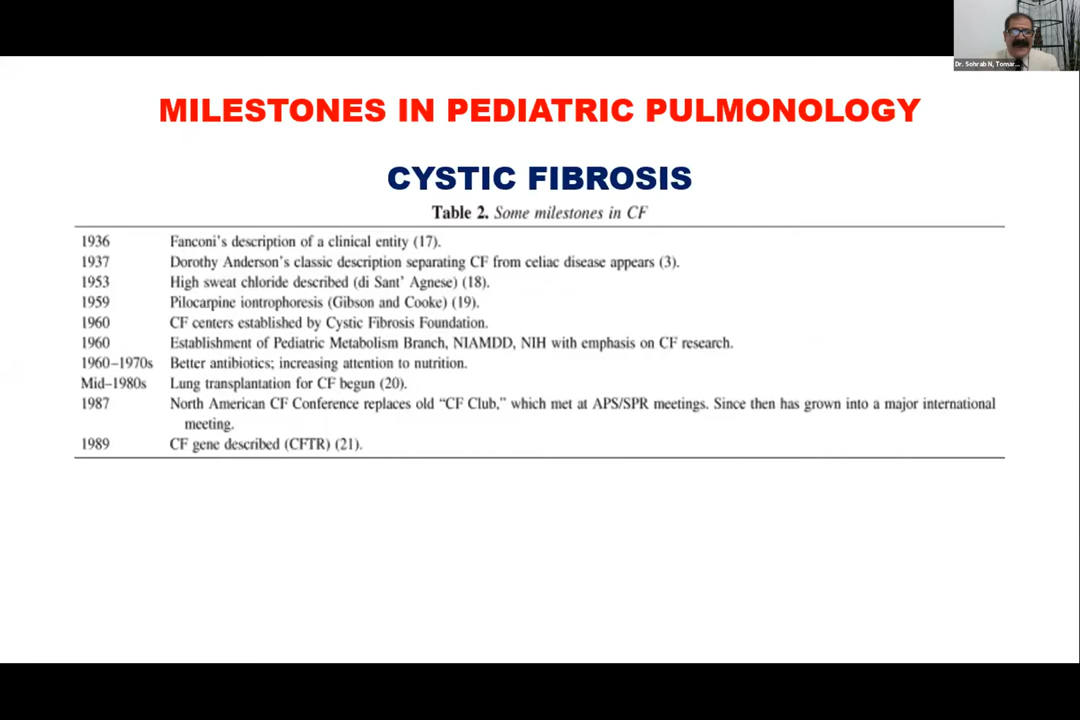 Dr. Sohrab N, Tomar...
MILESTONES IN PEDIATRIC PULMONOLOGY
CYSTIC FIBROSIS
Table 2. Some milestones in CF
1936 Fanconi's description of a clinical entity (17).
1937 Dorothy Anderson's classic description separating CF from celiac disease appears (3).
1953 High sweat chloride described (di Sant' Agnese) (18).
1959 Pilocarpine iontrophoresis (Gibson and Cooke) (19).
1960 CF centers established by Cystic Fibrosis Foundation.
1960 Establishment of Pediatric Metabolism Branch, NIAMDD, NIH with emphasis on CF research.
1960–1970s Better antibiotics; increasing attention to nutrition.
Mid–1980s Lung transplantation for CF begun (20).
1987 North American CF Conference replaces old "CF Club," which met at APS/SPR meetings. Since then has grown into a major international
meeting.
1989 CF gene described (CFTR) (21).